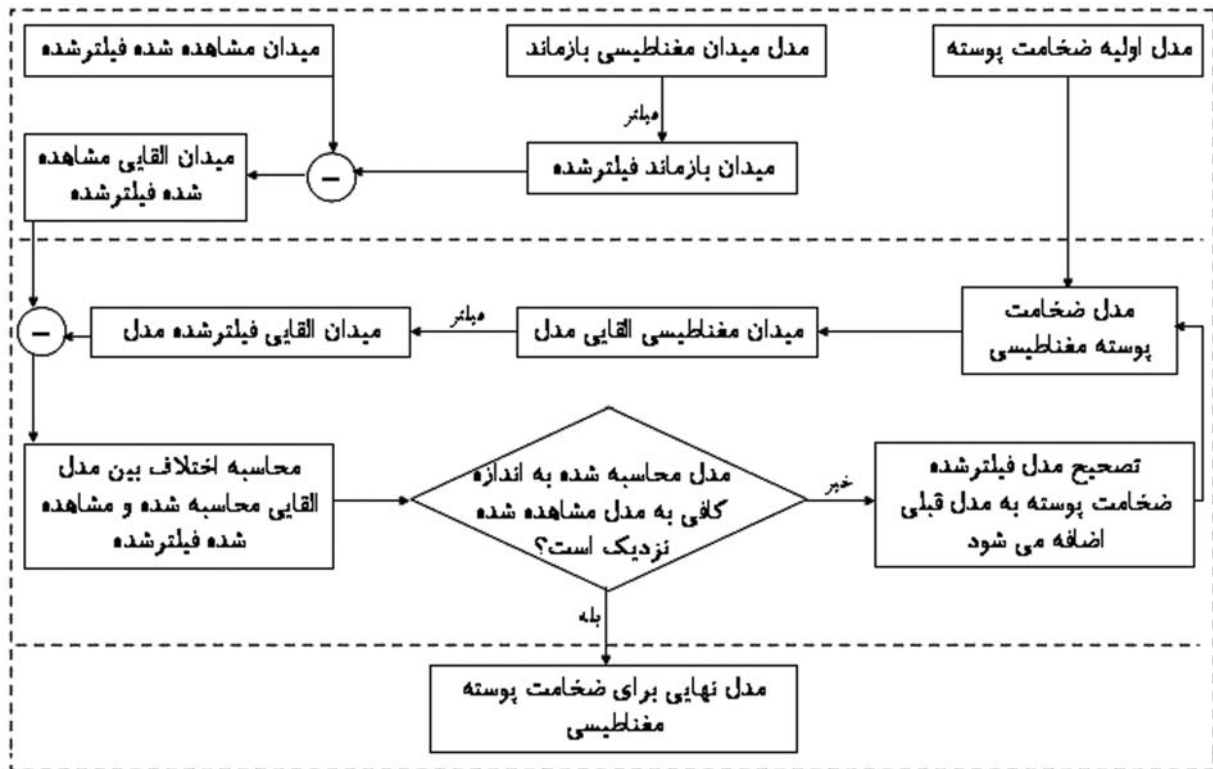 مدل اولیه ضخامت پوسته
مدل میدان مغناطیسی بازماند
میدان مشاهده شده فیلترشده
فیلتر
میدان بازماند فیلترشده
–
میدان القایی مشاهده
شده فیلترشده
مدل ضخامت
پوسته مغناطیسی
میدان مغناطیسی القایی مدل
فیلتر
میدان القایی فیلترشده مدل
–
محاسبه اختلاف بین مدل
القایی محاسبه شده و مشاهده
شده فیلترشده
مدل محاسبه شده به اندازه
کافی به مدل مشاهده شده
نزدیک است؟
خیر
تصحیح مدل فیلترشده
ضخامت پوسته به مدل قبلی
اضافه می شود
بله
مدل نهایی برای ضخامت پوسته
مغناطیسی